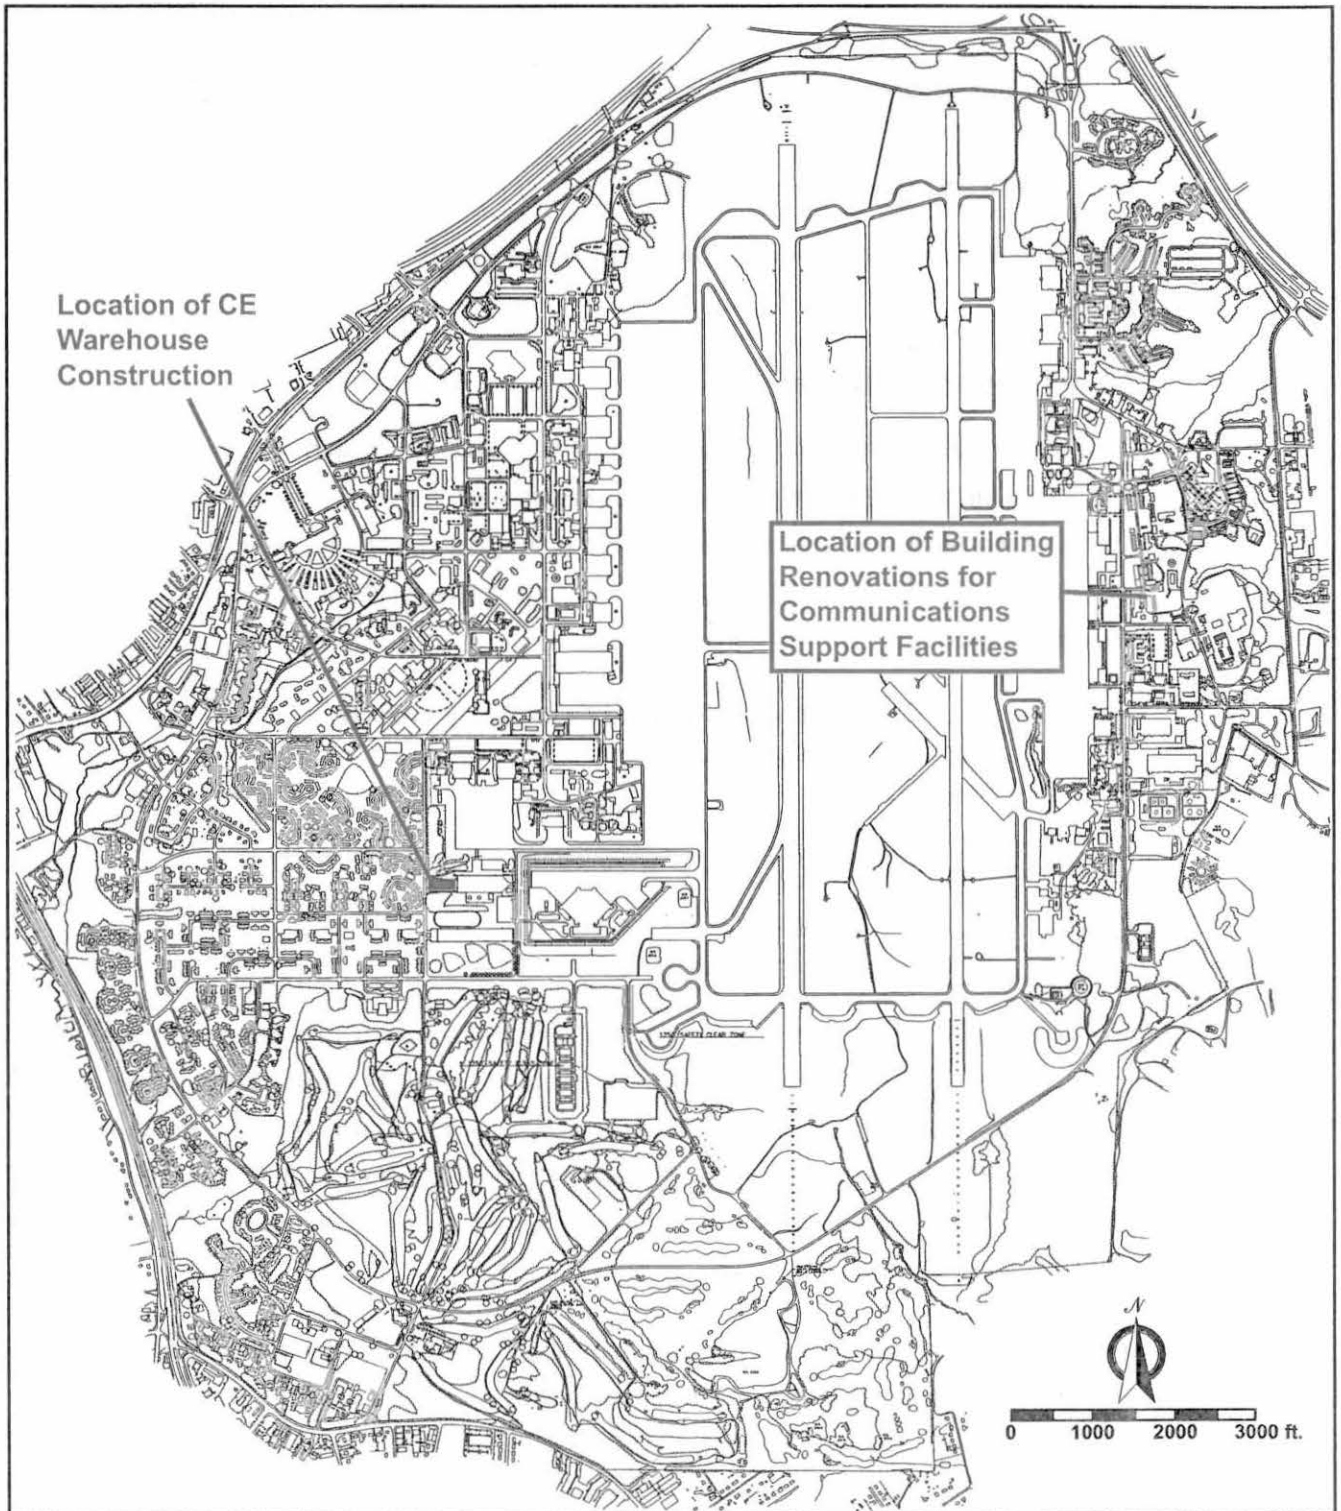 Location of CE
Warehouse
Construction
Location of Building
Renovations for
Communications
Support Facilities
N
0 1000 2000 3000 ft.